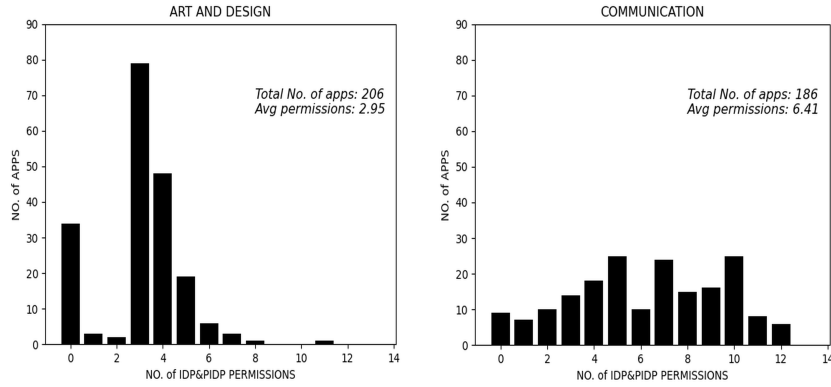 ART AND DESIGN
90
80
70
60
50
40
30
20
10
0
NO. of APPS
Total No. of apps: 206
Avg permissions: 2.95
0 2 4 6 8 10 12 14
NO. of IDP&PIDP PERMISSIONS
COMMUNICATION
90
80
70
60
50
40
30
20
10
0
NO. of APPS
Total No. of apps: 186
Avg permissions: 6.41
0 2 4 6 8 10 12 14
NO. of IDP&PIDP PERMISSIONS